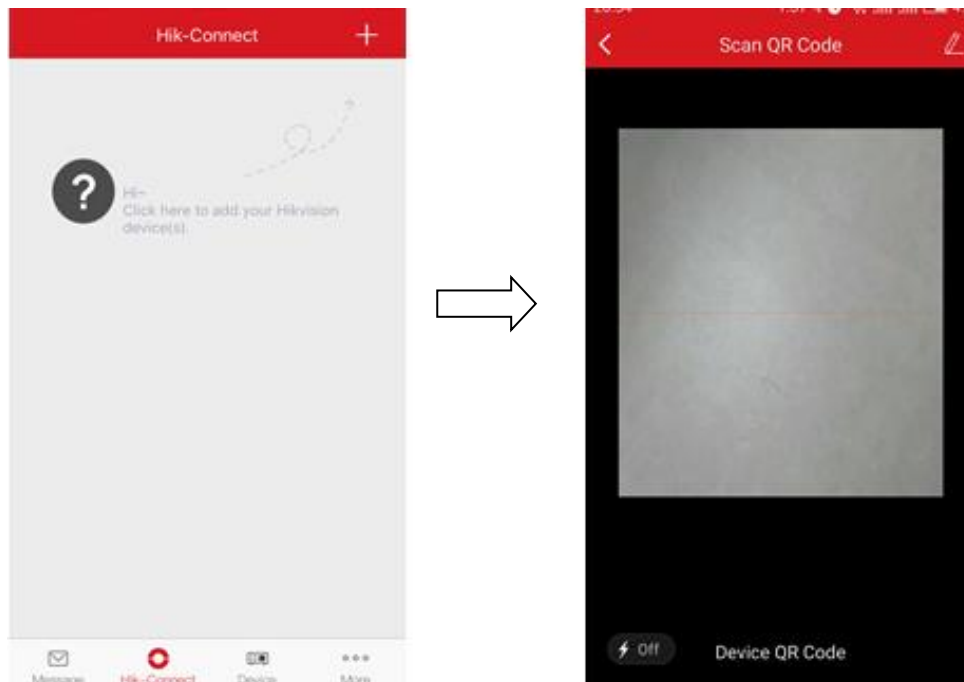 Hik-Connect
+
?
Hi~
Click here to add your Hikvision
device(s).
Message
Hik-Connect
Device
More
Scan QR Code
Off
Device QR Code